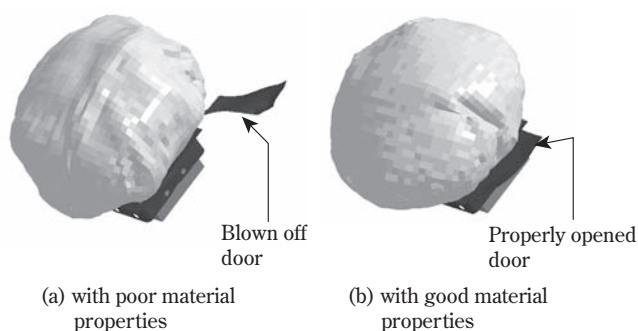 Blown off
door
Properly opened
door
(a) with poor material
properties
(b) with good material
properties